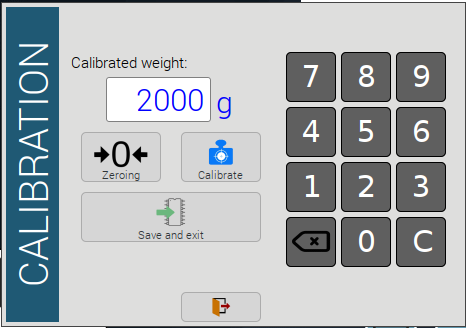 CALIBRATION
Calibrated weight:
2000 g
→0←
Zeroing
Calibrate
Save and exit
7 8 9
4 5 6
1 2 3
0 C